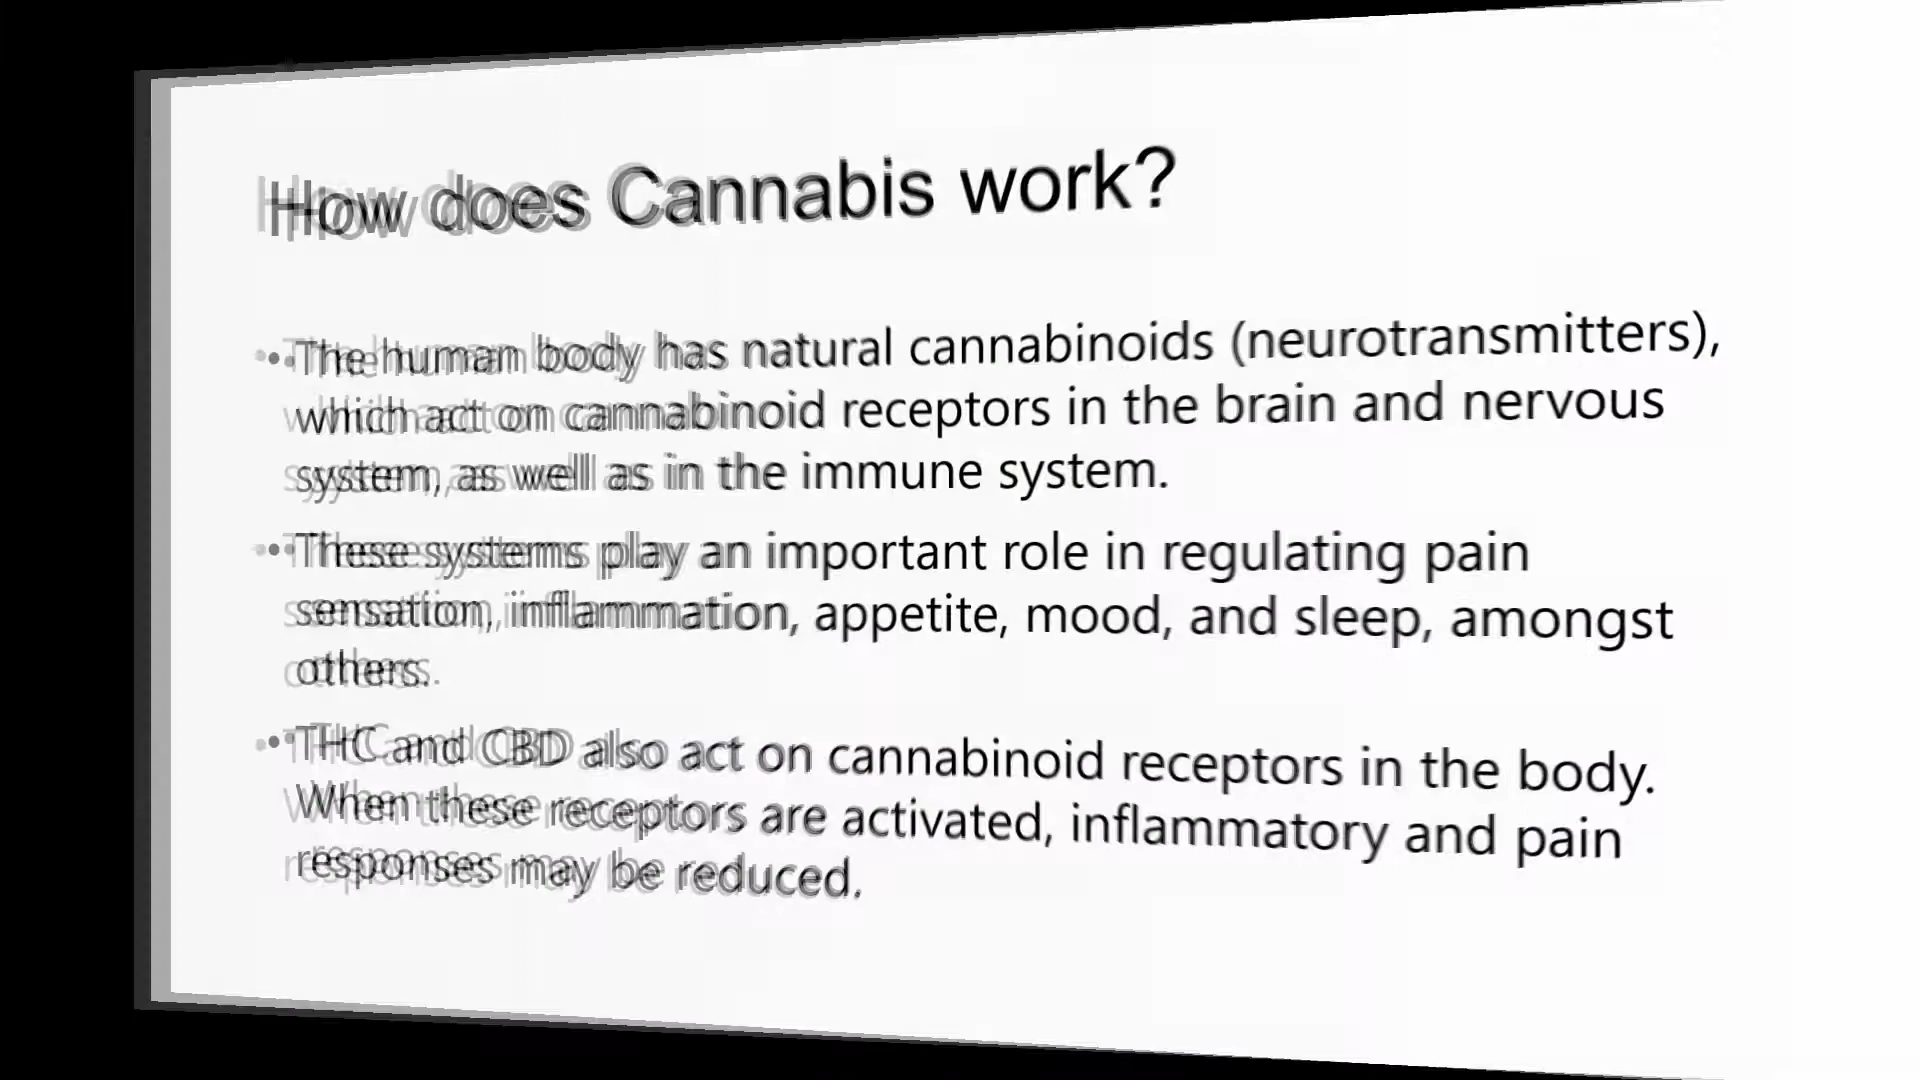 How does Cannabis work?
• The human body has natural cannabinoids (neurotransmitters),
which act on cannabinoid receptors in the brain and nervous
system, as well as in the immune system.
• These systems play an important role in regulating pain
sensation, inflammation, appetite, mood, and sleep, amongst
others.
• THC and CBD also act on cannabinoid receptors in the body.
When these receptors are activated, inflammatory and pain
responses may be reduced.